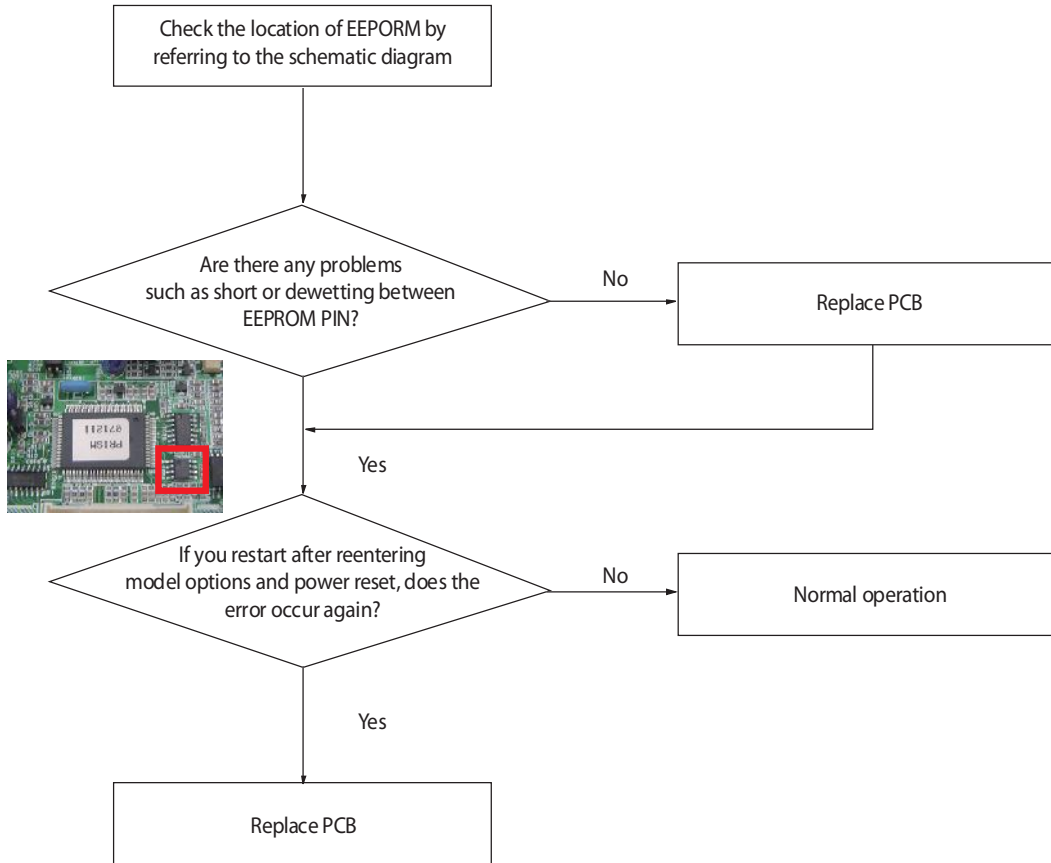 Check the location of EEPORM by
referring to the schematic diagram
Are there any problems
such as short or dewetting between
EEPROM PIN?
No
Replace PCB
PRISM
071211
Yes
If you restart after reentering
model options and power reset, does the
error occur again?
No
Normal operation
Yes
Replace PCB